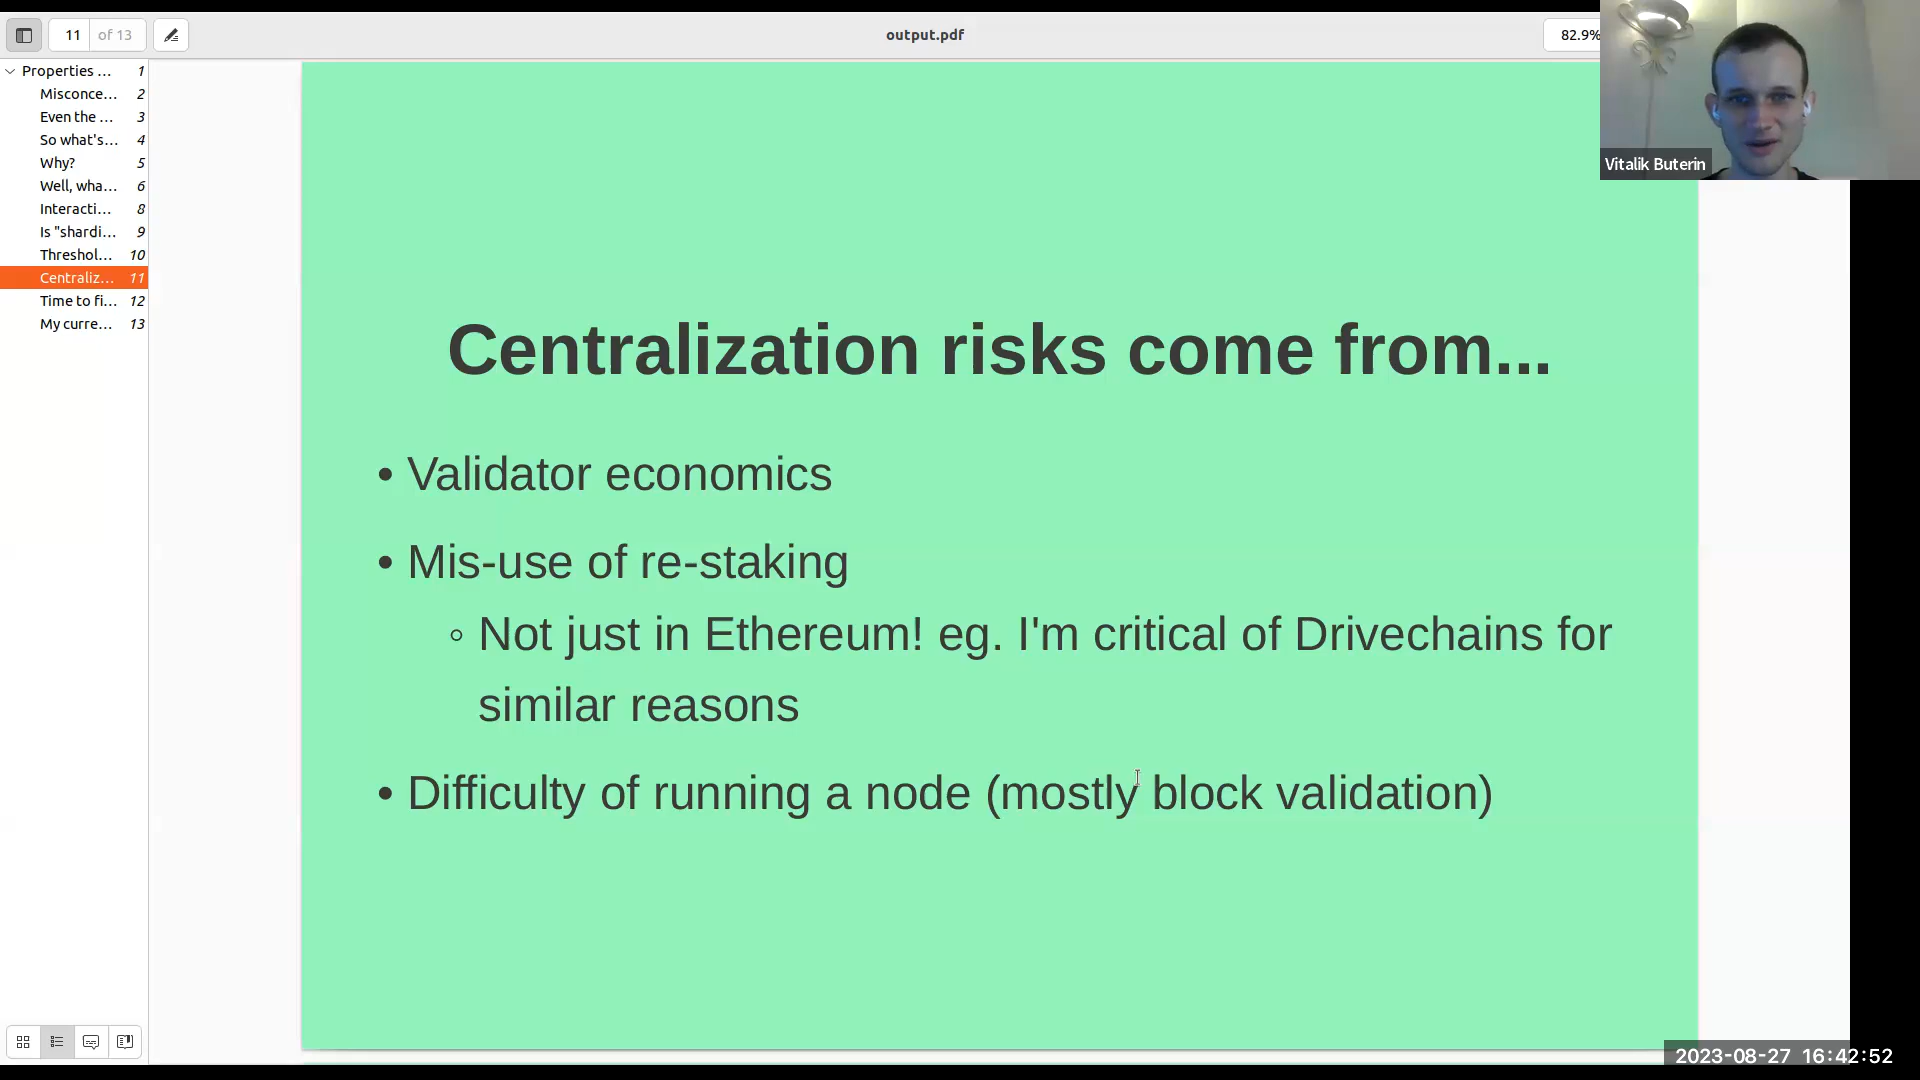 11 of 13
output.pdf
82.9%
Properties ... 1
Misconce... 2
Even the ... 3
So what's... 4
Why? 5
Well, wha... 6
Interacti... 8
Is "shardi... 9
Threshol... 10
Centraliz... 11
Time to fi... 12
My curre... 13
Vitalik Buterin
Centralization risks come from...
• Validator economics
• Mis-use of re-staking
◦ Not just in Ethereum! eg. I'm critical of Drivechains for
similar reasons
• Difficulty of running a node (mostly block validation)
2023-08-27 16:42:52